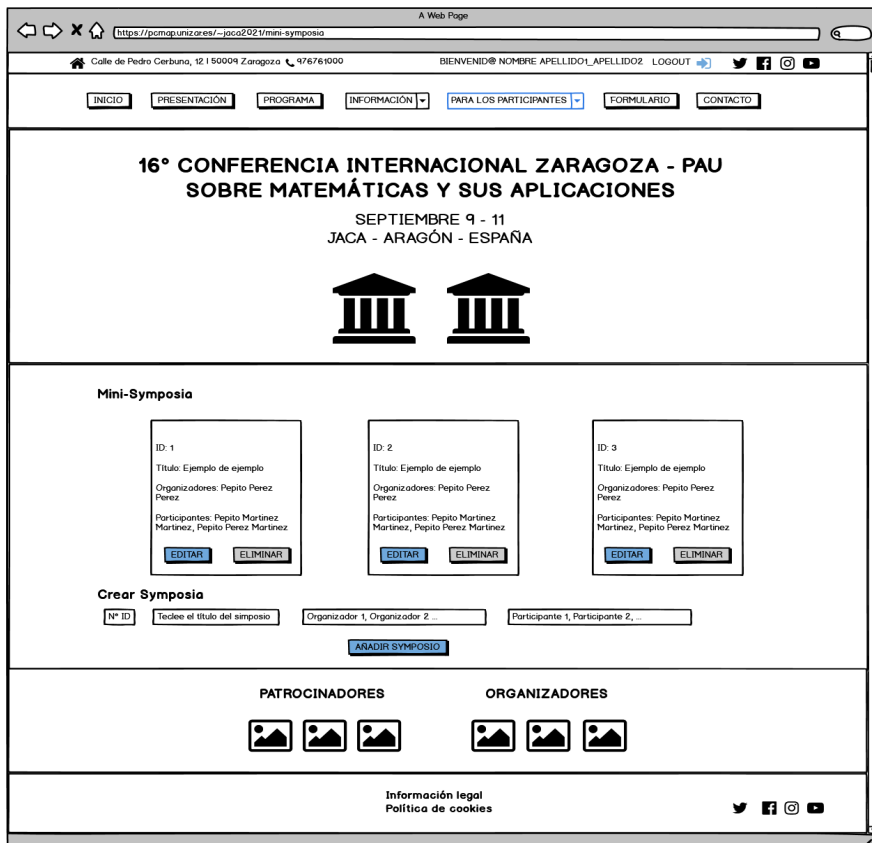 A Web Page
https://pcmap.unizar.es/~jaca2021/mini-symposia
Calle de Pedro Cerbuna, 12 | 50009 Zaragoza 976761000 BIENVENID@ NOMBRE APELLIDO1_APELLIDO2 LOGOUT
INICIO PRESENTACIÓN PROGRAMA INFORMACIÓN PARA LOS PARTICIPANTES FORMULARIO CONTACTO
16º CONFERENCIA INTERNACIONAL ZARAGOZA - PAU
SOBRE MATEMÁTICAS Y SUS APLICACIONES
SEPTIEMBRE 9 - 11
JACA - ARAGÓN - ESPAÑA
Mini-Symposia
ID: 1
Título: Ejemplo de ejemplo
Organizadores: Pepito Perez
Perez
Participantes: Pepito Martinez
Martinez, Pepito Perez Martinez
EDITAR ELIMINAR
ID: 2
Título: Ejemplo de ejemplo
Organizadores: Pepito Perez
Perez
Participantes: Pepito Martinez
Martinez, Pepito Perez Martinez
EDITAR ELIMINAR
ID: 3
Título: Ejemplo de ejemplo
Organizadores: Pepito Perez
Perez
Participantes: Pepito Martinez
Martinez, Pepito Perez Martinez
EDITAR ELIMINAR
Crear Symposia
Nº ID Teclee el título del simposio Organizador 1, Organizador 2 ... Participante 1, Participante 2, ...
AÑADIR SYMPOSIO
PATROCINADORES ORGANIZADORES
Información legal
Política de cookies